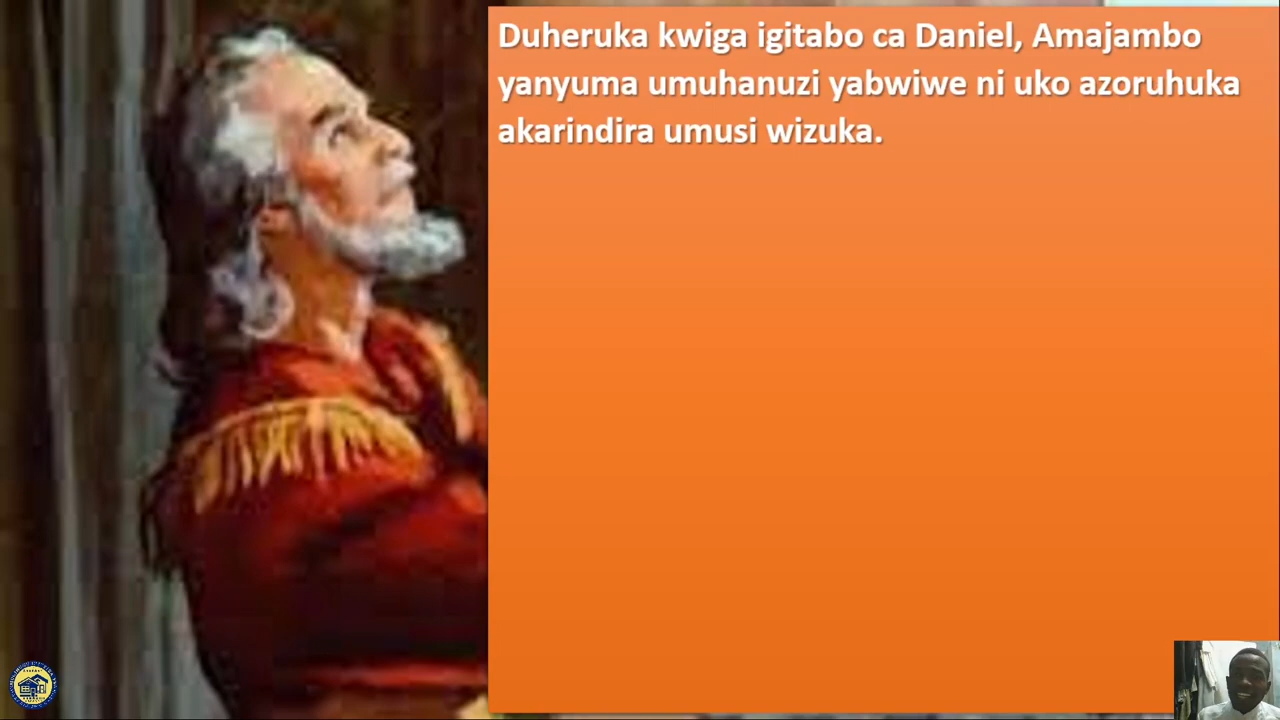 Duheruka kwiga igitabo ca Daniel, Amajambo
yanyuma umuhanuzi yabwiwe ni uko azoruhuka
akarindira umusi wizuka.